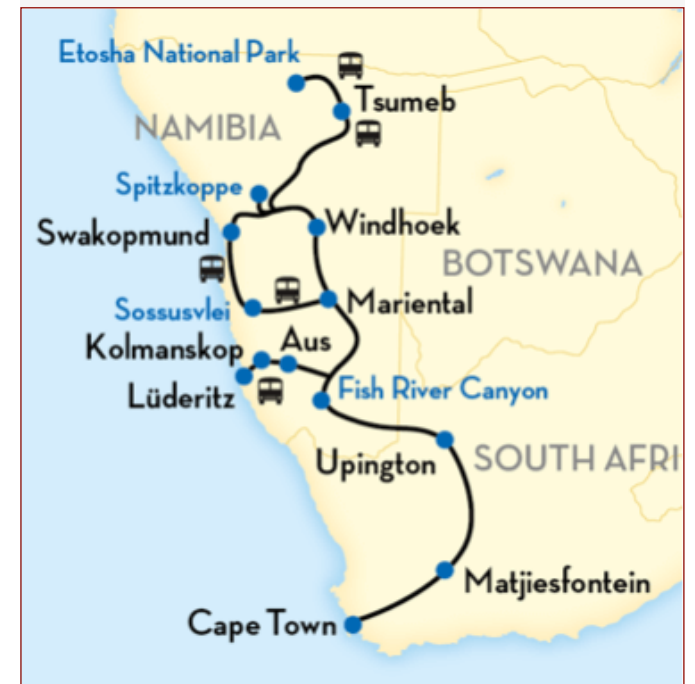 Etosha National Park
Tsumeb
NAMIBIA
Spitzkoppe
Swakopmund
Windhoek
BOTSWANA
Sossusvlei
Mariental
Kolmanskop
Aus
Lüderitz
Fish River Canyon
Upington
SOUTH AFRI
Matjiesfontein
Cape Town